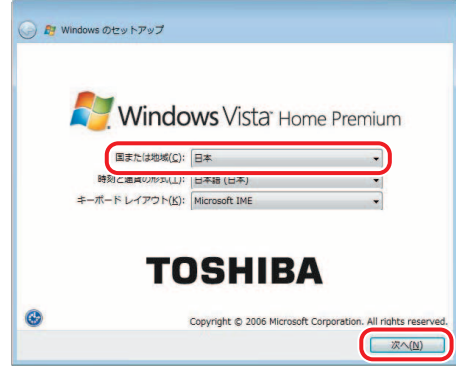 Windows のセットアップ
Windows Vista™ Home Premium
国または地域(C): 日本
時刻と通貨の形式(T): 日本語 (日本)
キーボード レイアウト(K): Microsoft IME
TOSHIBA
Copyright © 2006 Microsoft Corporation. All rights reserved.
次へ(N)